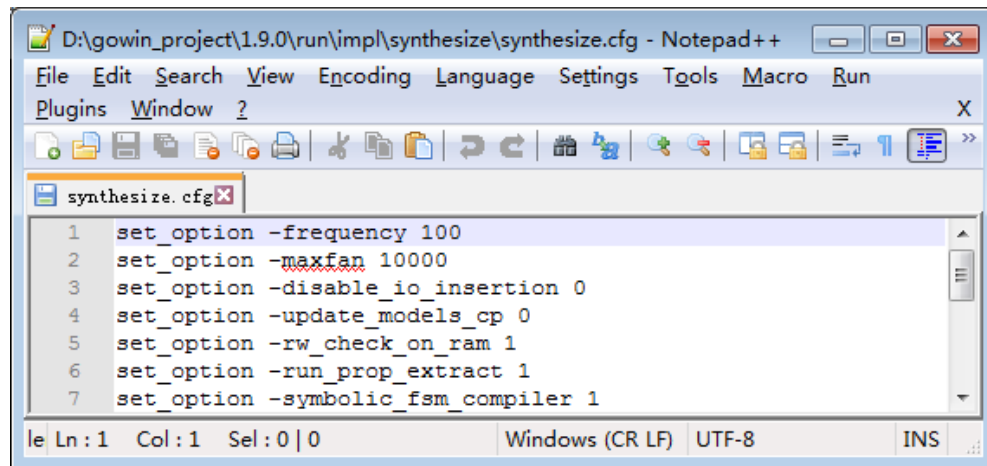 D:\gowin_project\1.9.0\run\impl\synthesize\synthesize.cfg - Notepad++
File Edit Search View Encoding Language Settings Tools Macro Run
Plugins Window ? X
synthesize.cfg
1 set_option -frequency 100
2 set_option -maxfan 10000
3 set_option -disable_io_insertion 0
4 set_option -update_models_cp 0
5 set_option -rw_check_on_ram 1
6 set_option -run_prop_extract 1
7 set_option -symbolic_fsm_compiler 1
le Ln : 1 Col : 1 Sel : 0 | 0 Windows (CR LF) UTF-8 INS